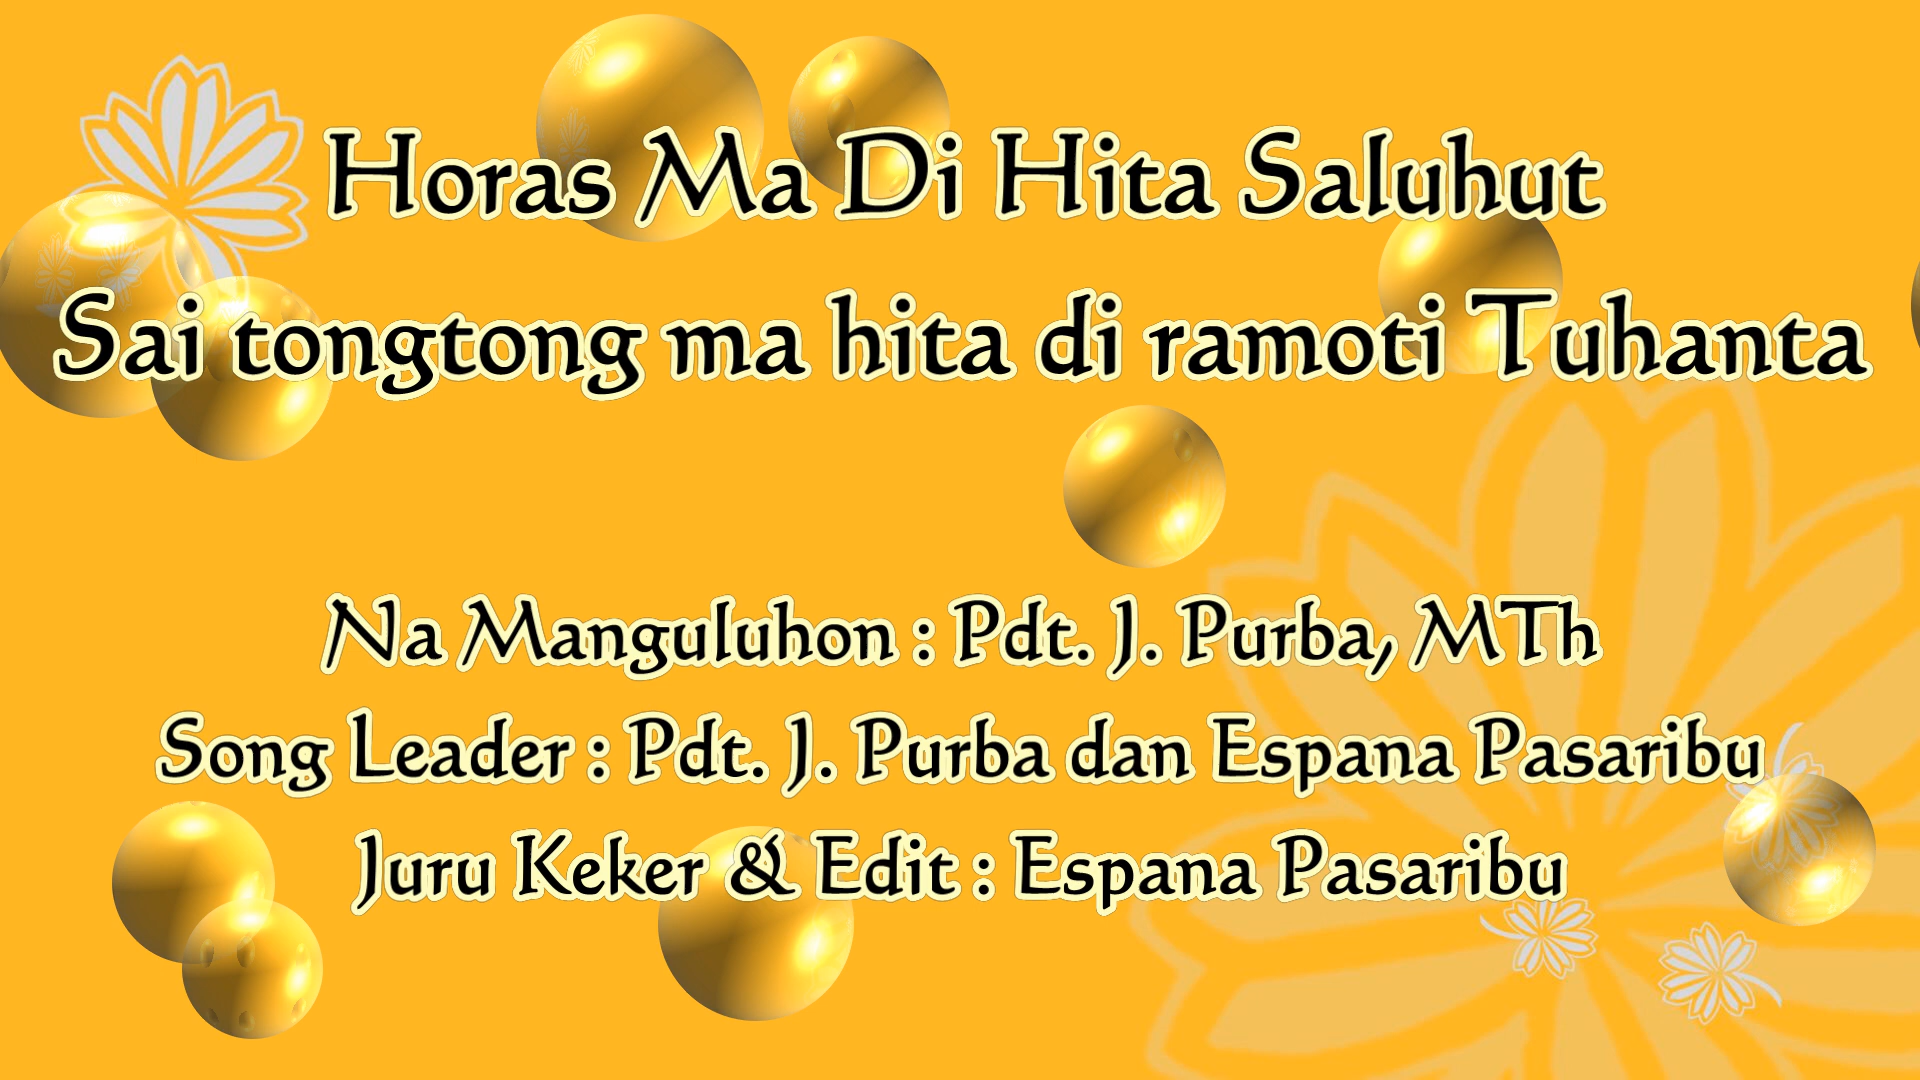 Horas Ma Di Hita Saluhut
Sai tongtong ma hita di ramoti Tuhanta
Na Manguluhon : Pdt. J. Purba, MTh
Song Leader : Pdt. J. Purba dan Espana Pasaribu
Juru Keker & Edit : Espana Pasaribu